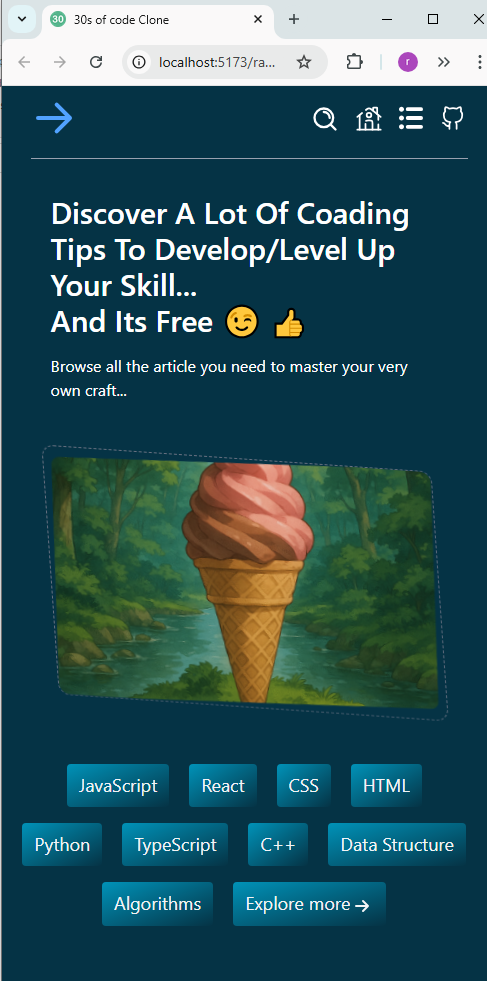 30
30s of code Clone
localhost:5173/ra...
r
Discover A Lot Of Coading
Tips To Develop/Level Up
Your Skill...
And Its Free 😉 👍
Browse all the article you need to master your very
own craft...
JavaScript
React
CSS
HTML
Python
TypeScript
C++
Data Structure
Algorithms
Explore more →